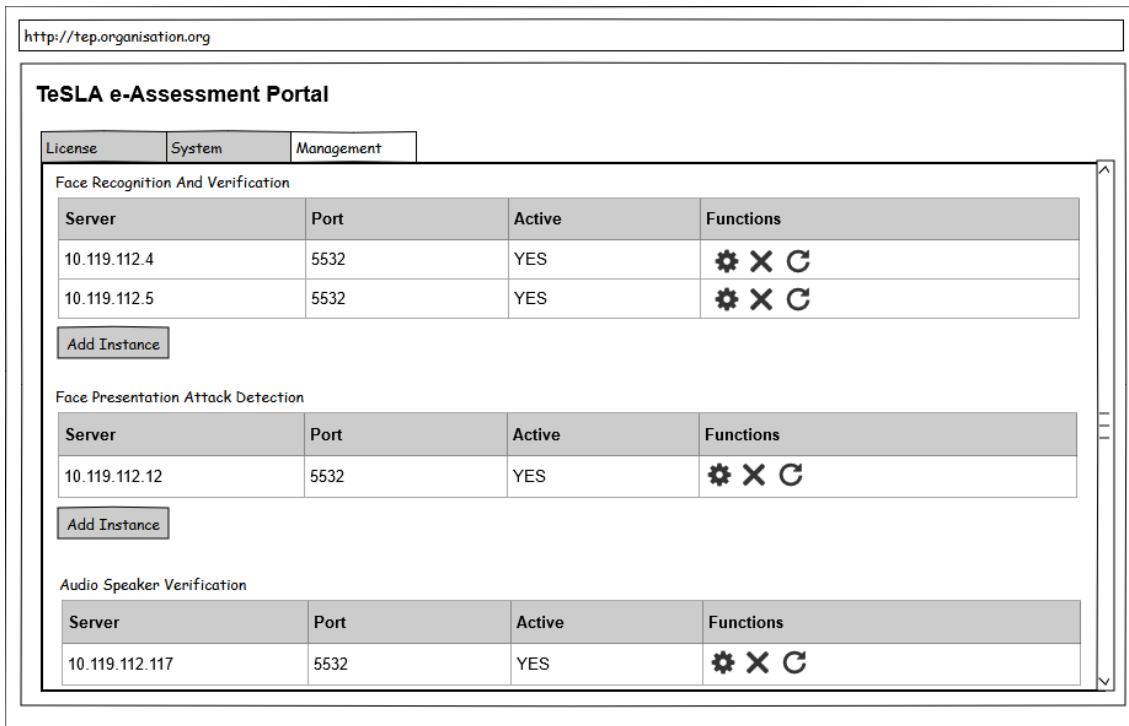 http://tep.organisation.org
TeSLA e-Assessment Portal
License System Management
Face Recognition And Verification
Server Port Active Functions
10.119.112.4 5532 YES
10.119.112.5 5532 YES
Add Instance
Face Presentation Attack Detection
Server Port Active Functions
10.119.112.12 5532 YES
Add Instance
Audio Speaker Verification
Server Port Active Functions
10.119.112.117 5532 YES